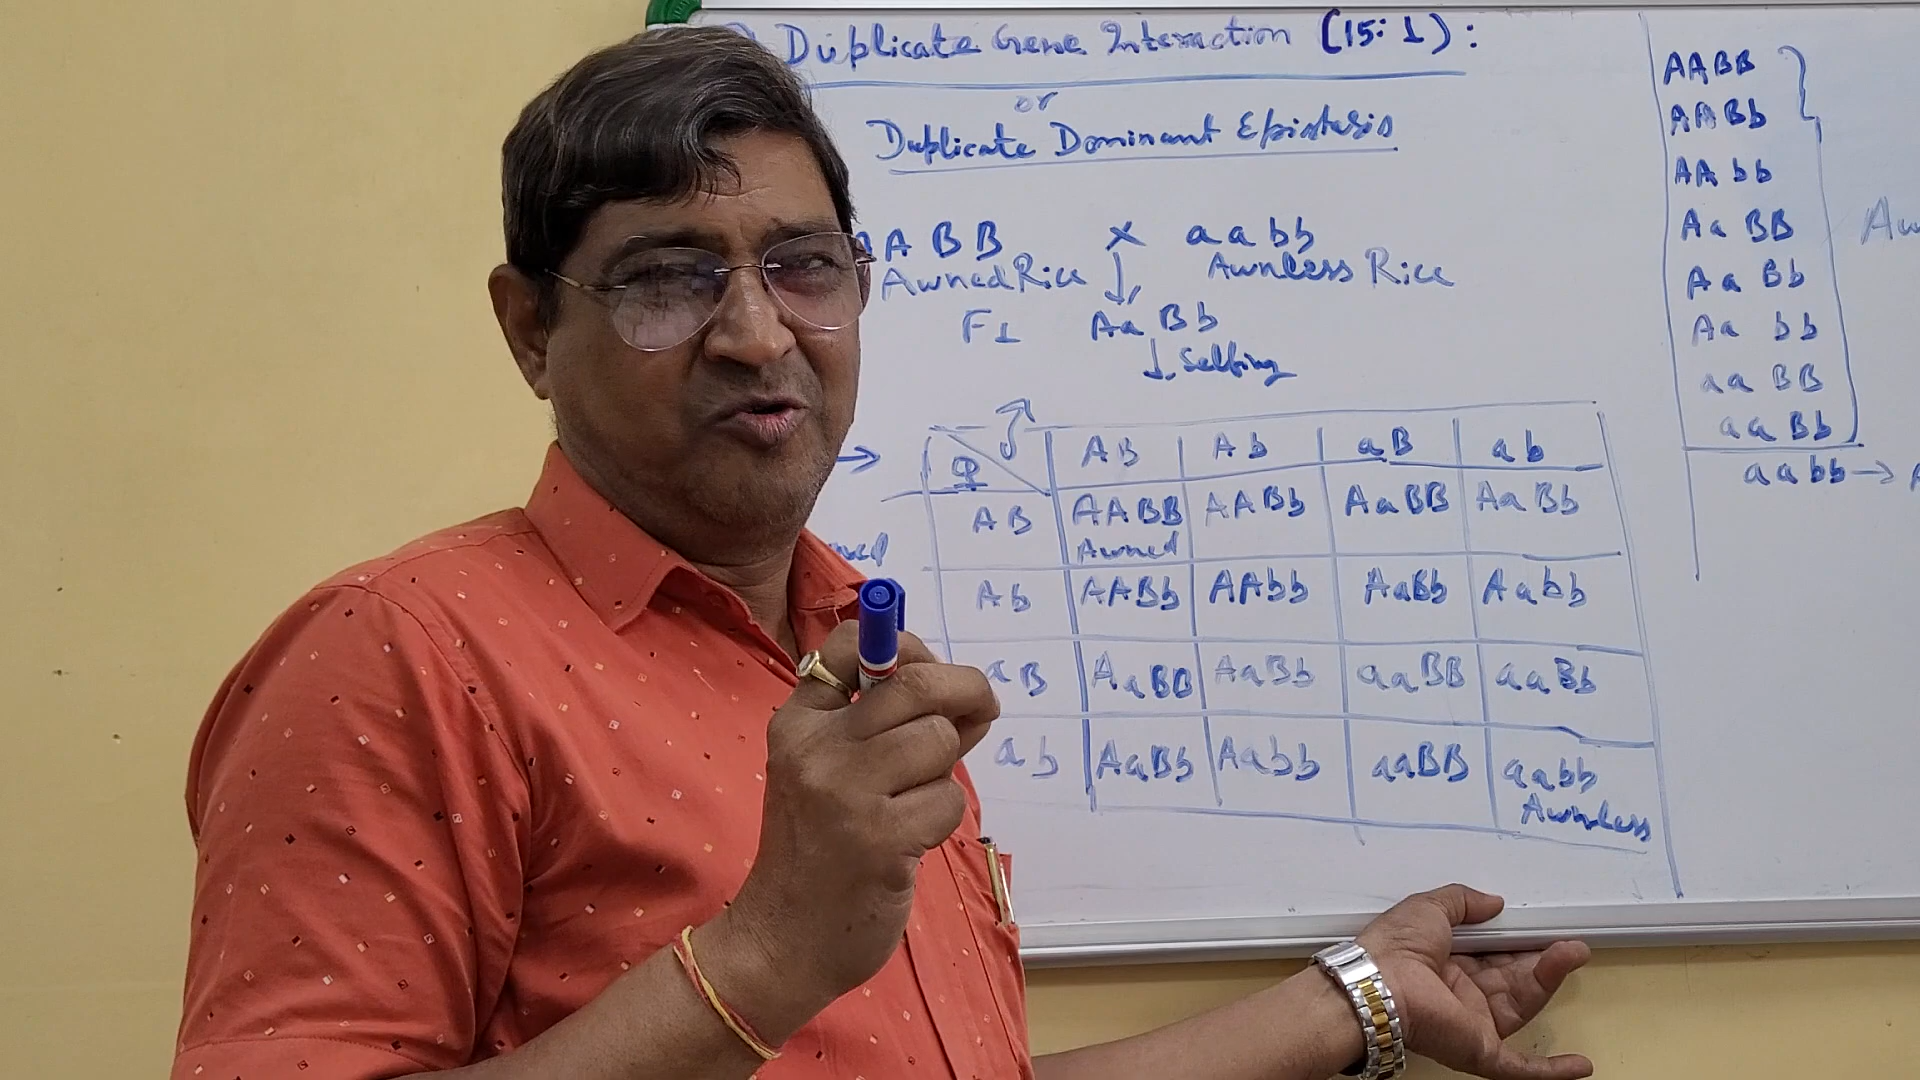 Duplicate Gene Interaction (15:1):
or
Duplicate Dominant Epistasis
AABB × aabb
Awned Rice Awnless Rice
F1 AaBb
Selfing
♀ ♂ AB Ab aB ab
AB AABB AABb AaBB AaBb
Awned
Ab AABb AAbb AaBb Aabb
aB AaBB AaBb aaBB aaBb
ab AaBb Aabb aaBB aabb
Awnless
AABB
AABb
AAbb
AaBB
AaBb
Aabb
aaBB
aaBb
aabb →